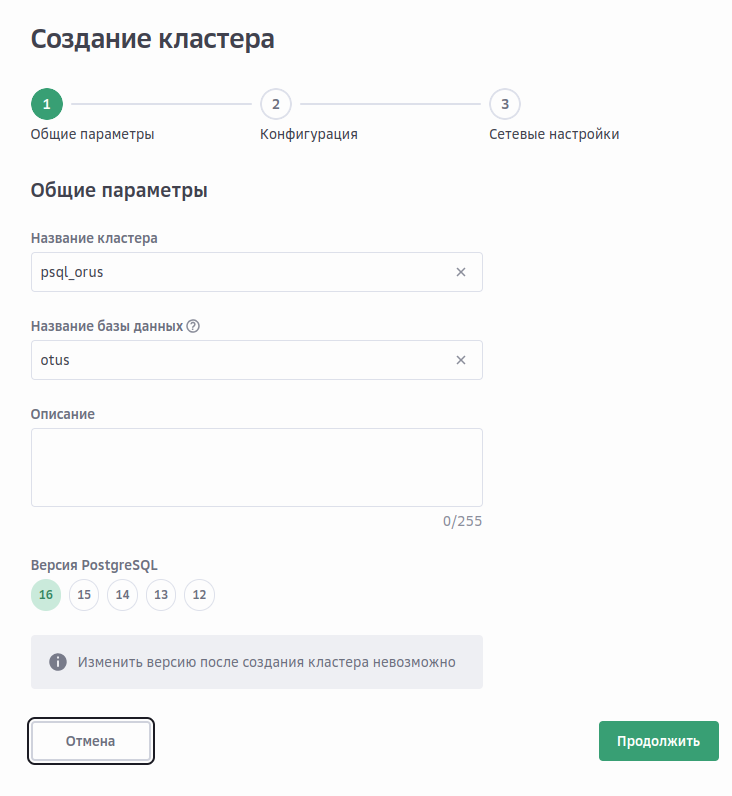 Создание кластера
1
2
3
Общие параметры
Конфигурация
Сетевые настройки
Общие параметры
Название кластера
psql_orus
Название базы данных
otus
Описание
0/255
Версия PostgreSQL
16 15 14 13 12
Изменить версию после создания кластера невозможно
Отмена
Продолжить